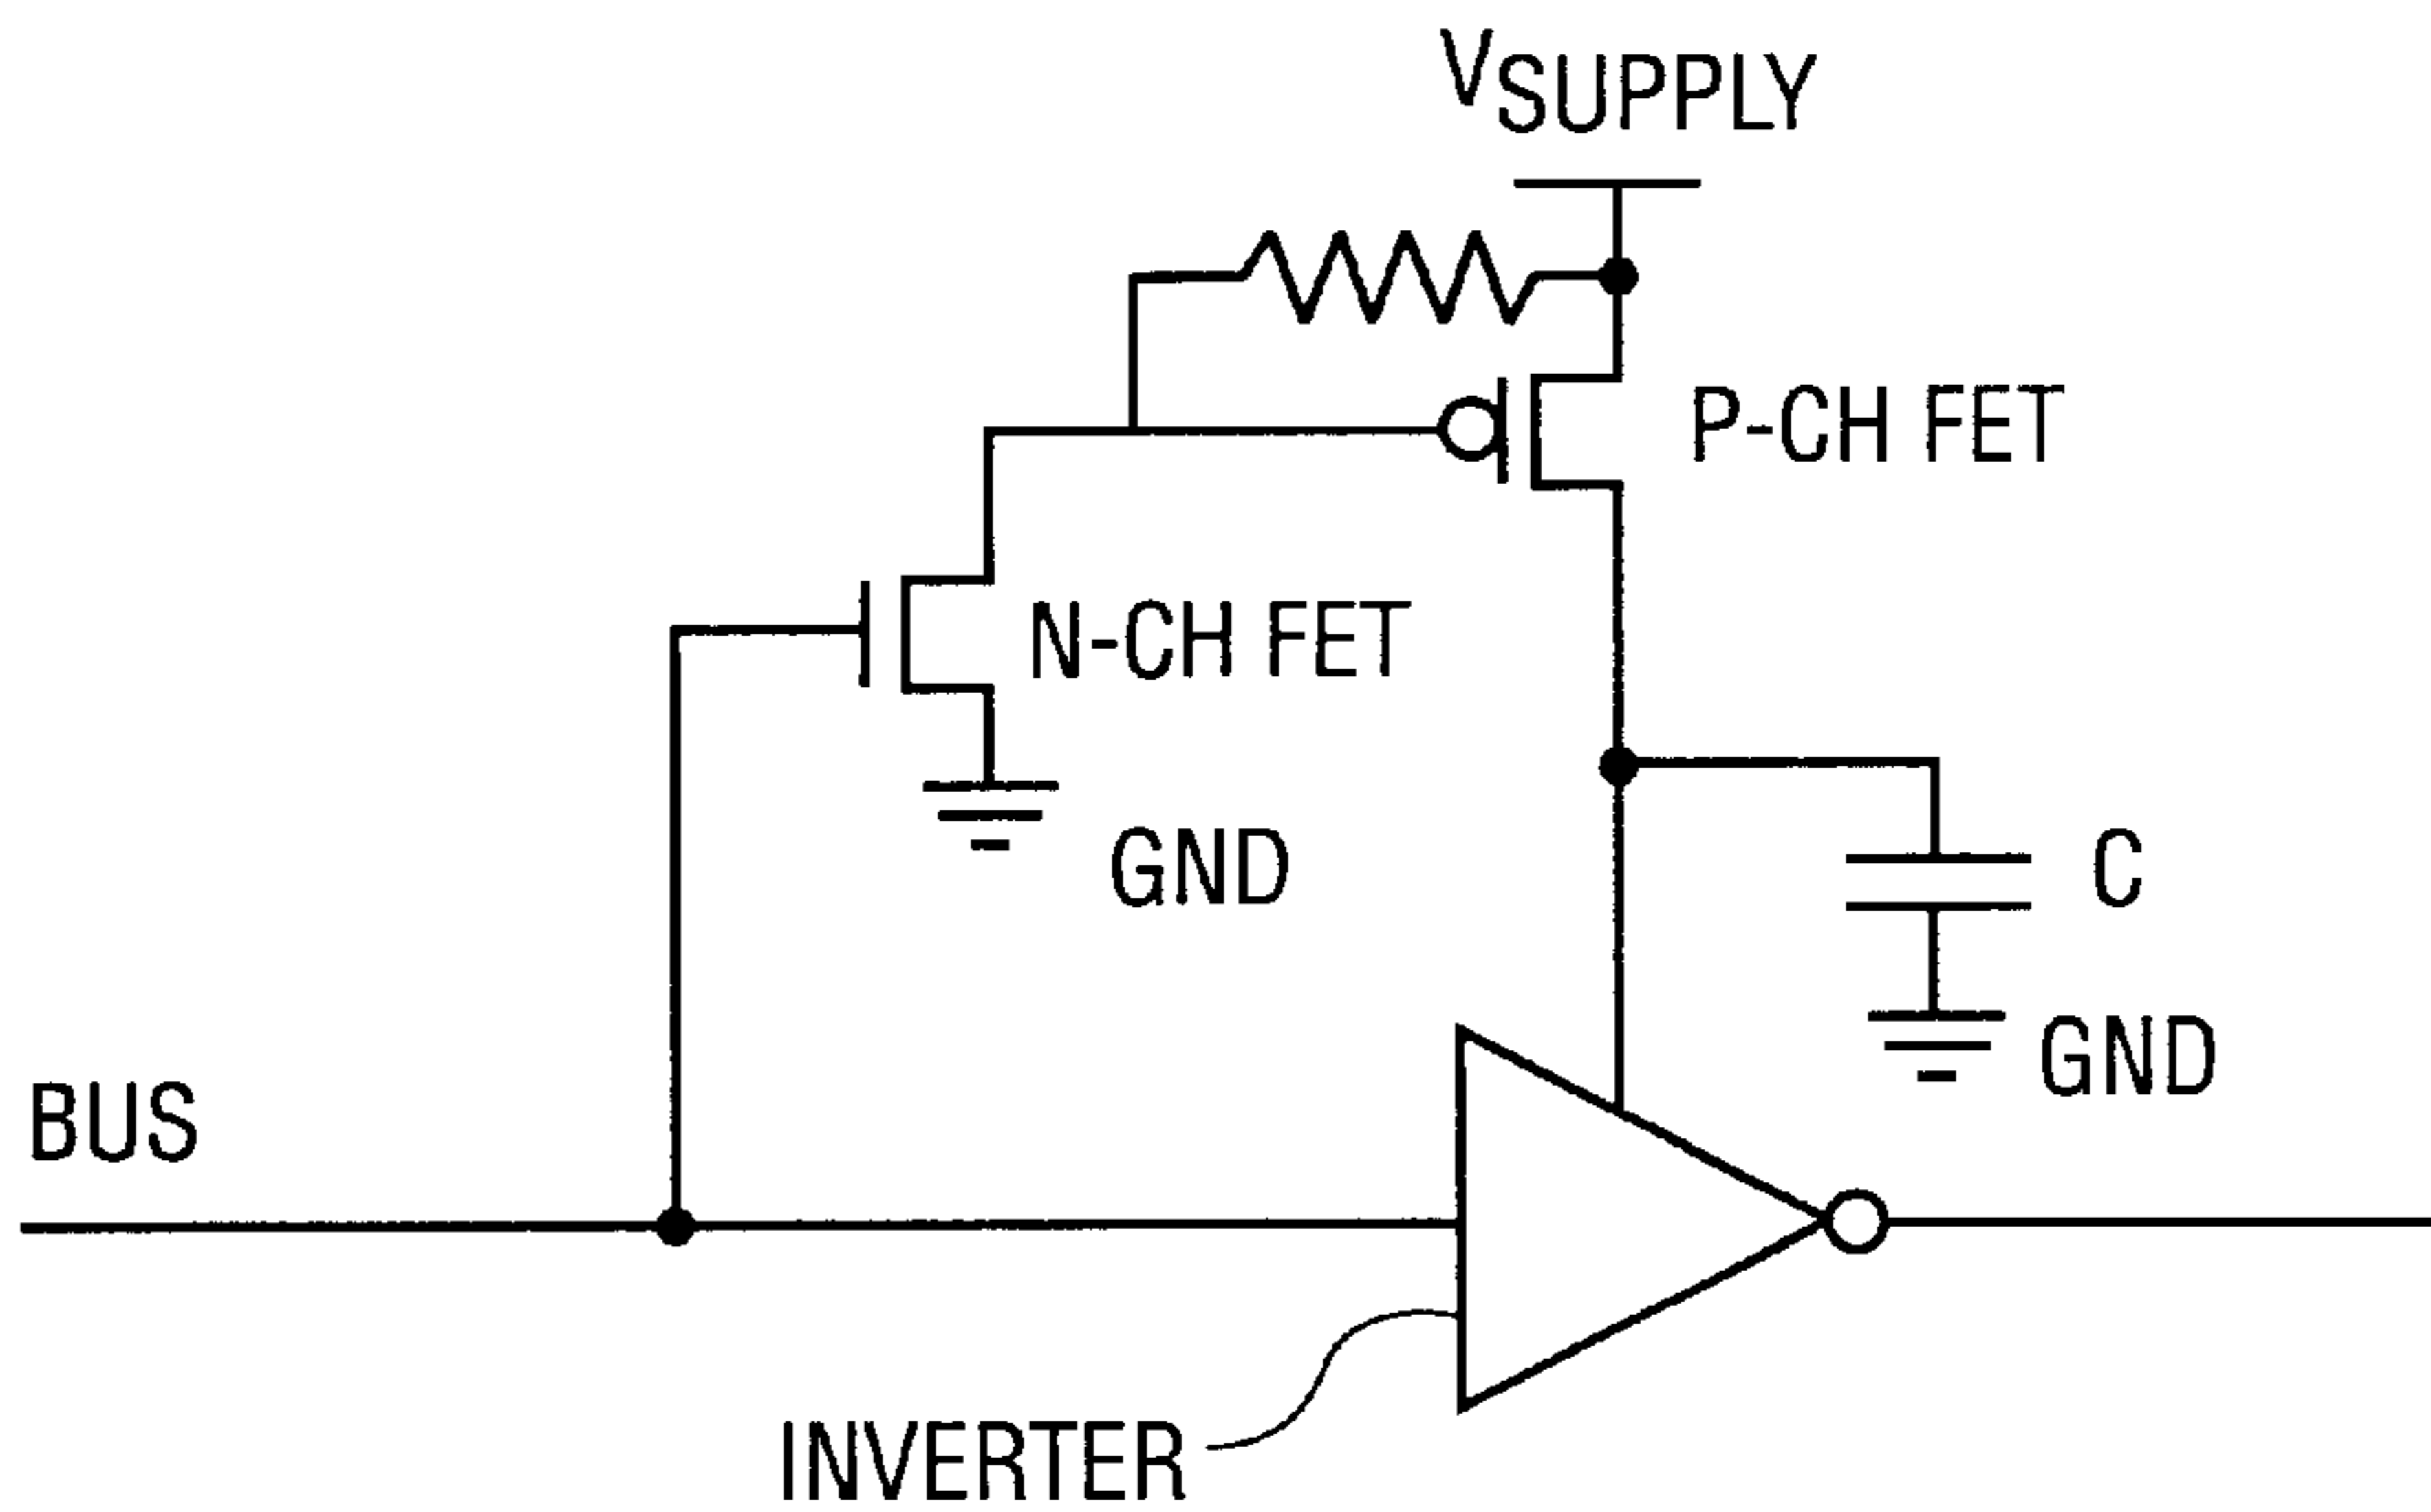 VSUPPLY
P-CH FET
N-CH FET
GND
C
GND
BUS
INVERTER